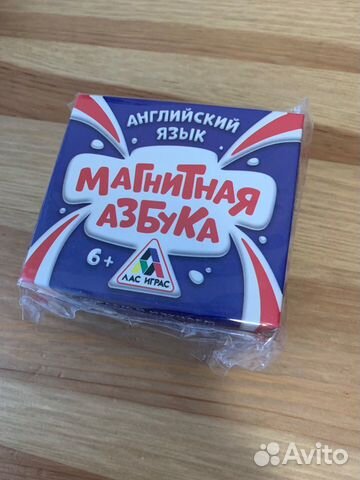 АНГЛИЙСКИЙ
ЯЗЫК
МАГНИТНАЯ
АЗБУКА
6+
ЛАС ИГРАС
Avito